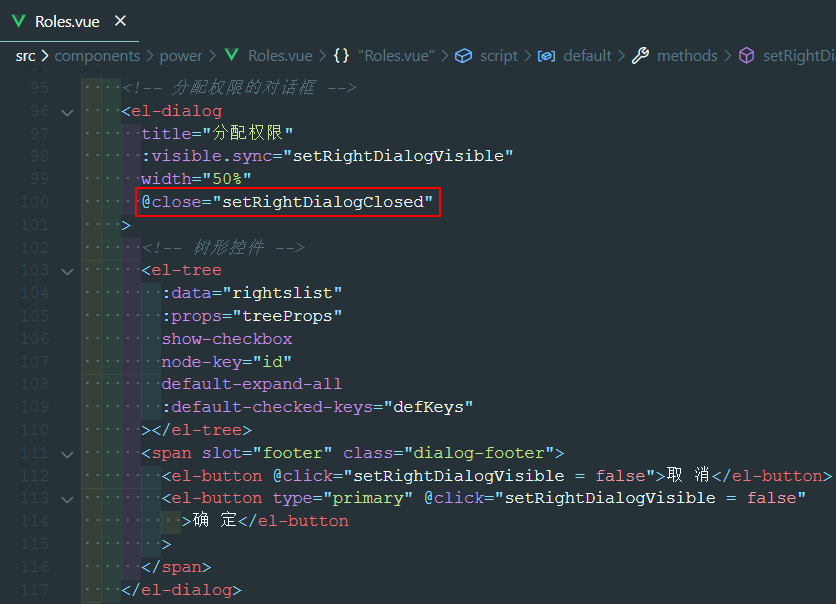 Roles.vue
src > components > power > Roles.vue > {} "Roles.vue" > script > default > methods > setRightDi
95 <!-- 分配权限的对话框 -->
96 <el-dialog
97 title="分配权限"
98 :visible.sync="setRightDialogVisible"
99 width="50%"
100 @close="setRightDialogClosed"
101 >
102 <!-- 树形控件 -->
103 <el-tree
104 :data="rightslist"
105 :props="treeProps"
106 show-checkbox
107 node-key="id"
108 default-expand-all
109 :default-checked-keys="defKeys"
110 ></el-tree>
111 <span slot="footer" class="dialog-footer">
112 <el-button @click="setRightDialogVisible = false">取 消</el-button>
113 <el-button type="primary" @click="setRightDialogVisible = false"
114 >确 定</el-button
115 >
116 </span>
117 </el-dialog>